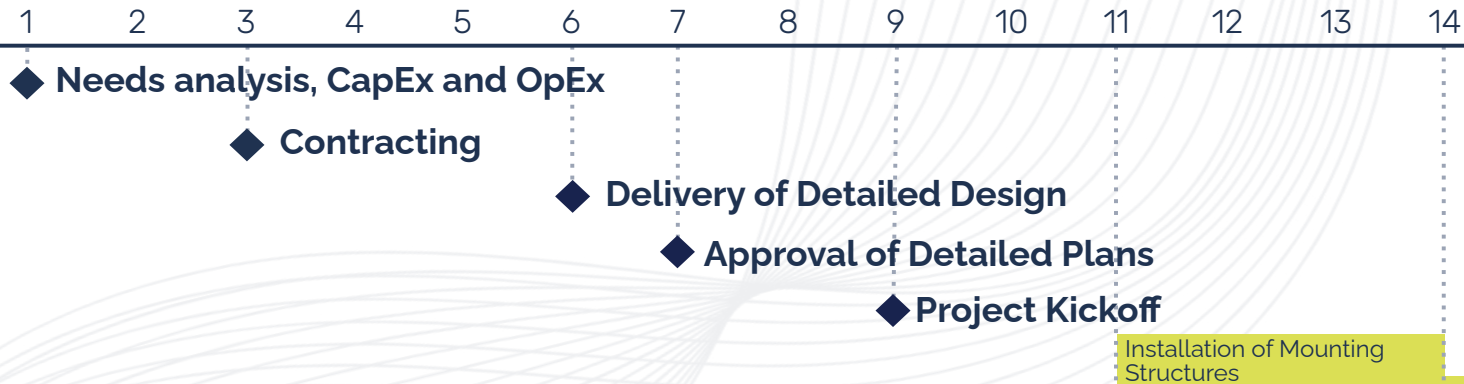 1 2 3 4 5 6 7 8 9 10 11 12 13 14
Needs analysis, CapEx and OpEx
Contracting
Delivery of Detailed Design
Approval of Detailed Plans
Project Kickoff
Installation of Mounting
Structures